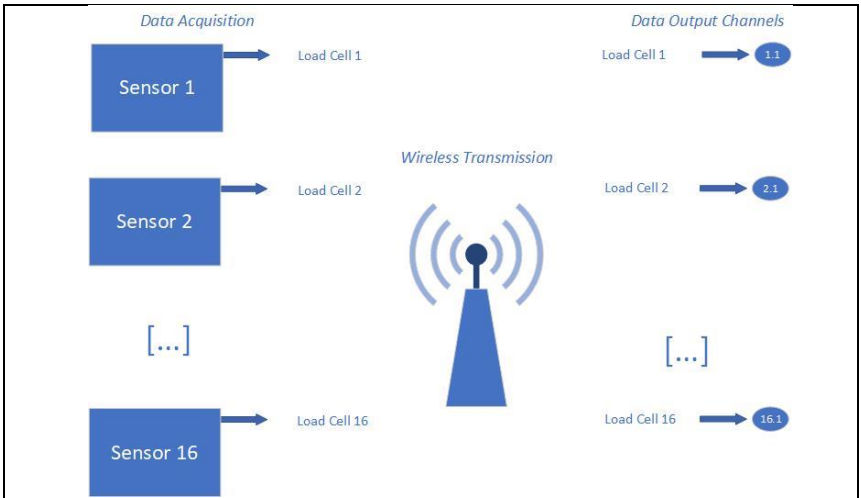 Data Acquisition
Data Output Channels
Sensor 1
Load Cell 1
Load Cell 1
1.1
Wireless Transmission
Sensor 2
Load Cell 2
Load Cell 2
2.1
[...]
[...]
Sensor 16
Load Cell 16
Load Cell 16
16.1